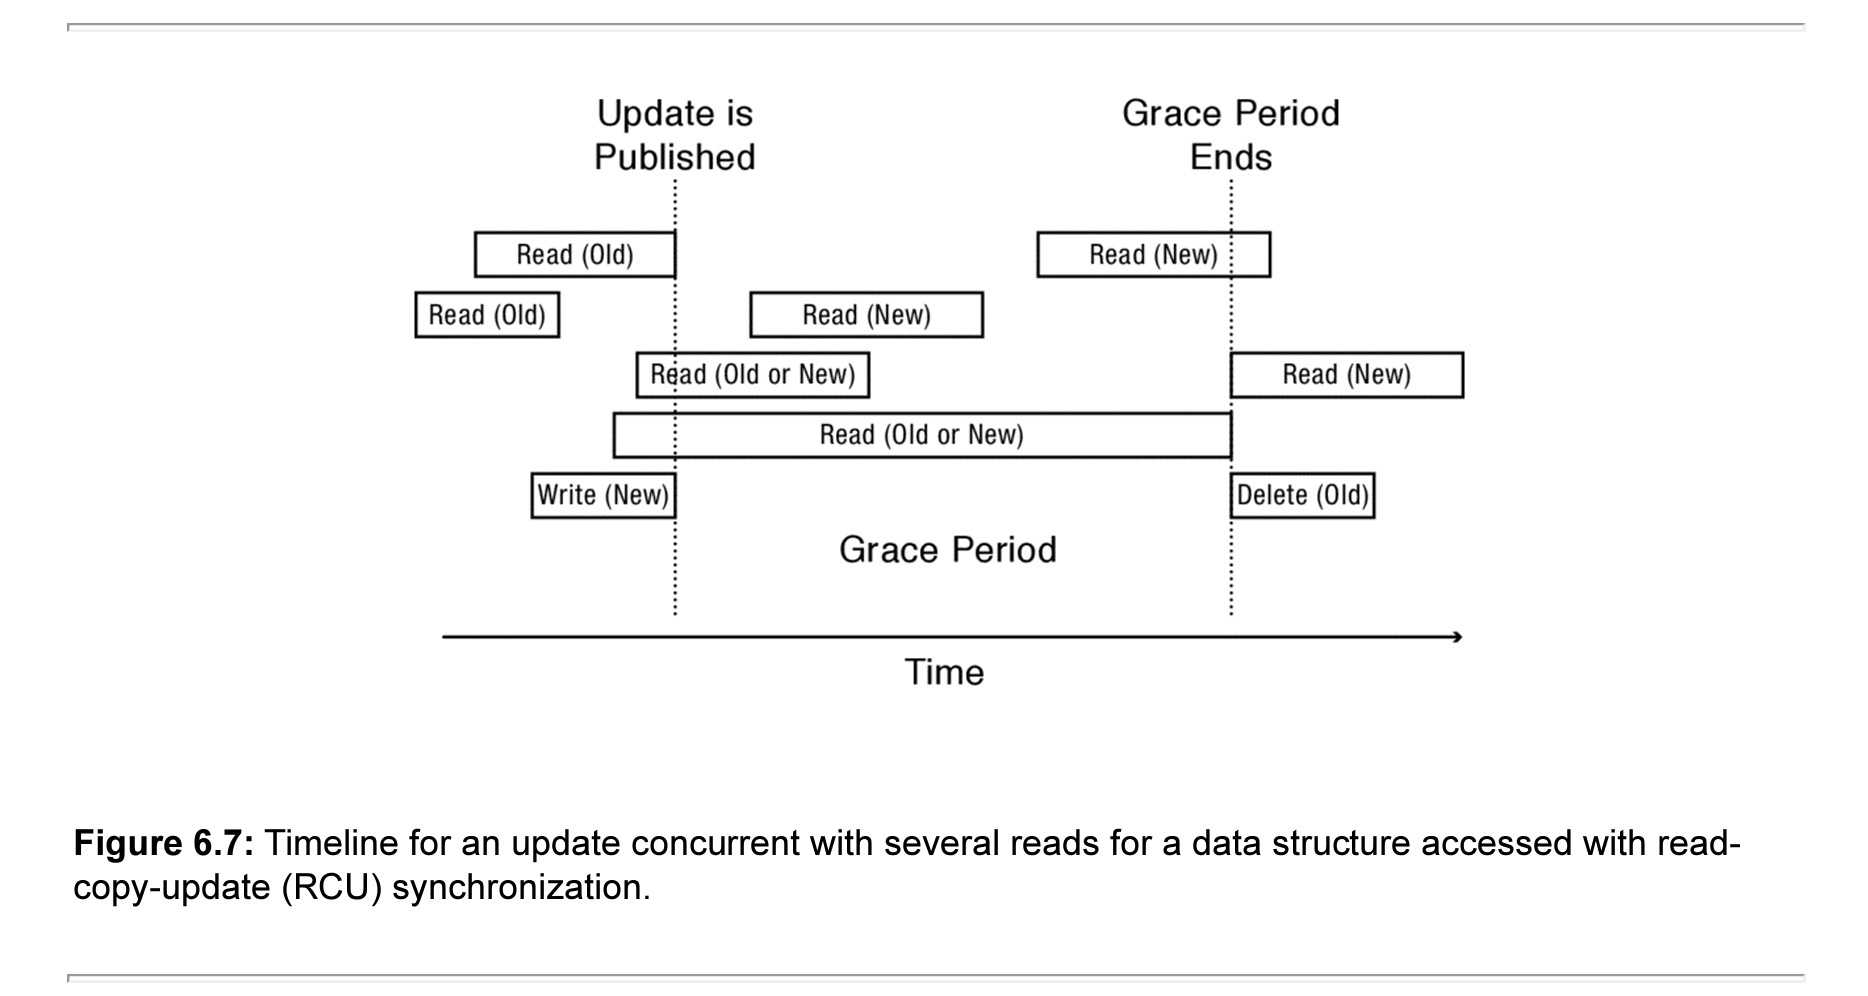 Update is
Published
Grace Period
Ends
Read (Old)
Read (New)
Read (Old)
Read (New)
Read (Old or New)
Read (New)
Read (Old or New)
Write (New)
Delete (Old)
Grace Period
Time
Figure 6.7: Timeline for an update concurrent with several reads for a data structure accessed with read-
copy-update (RCU) synchronization.